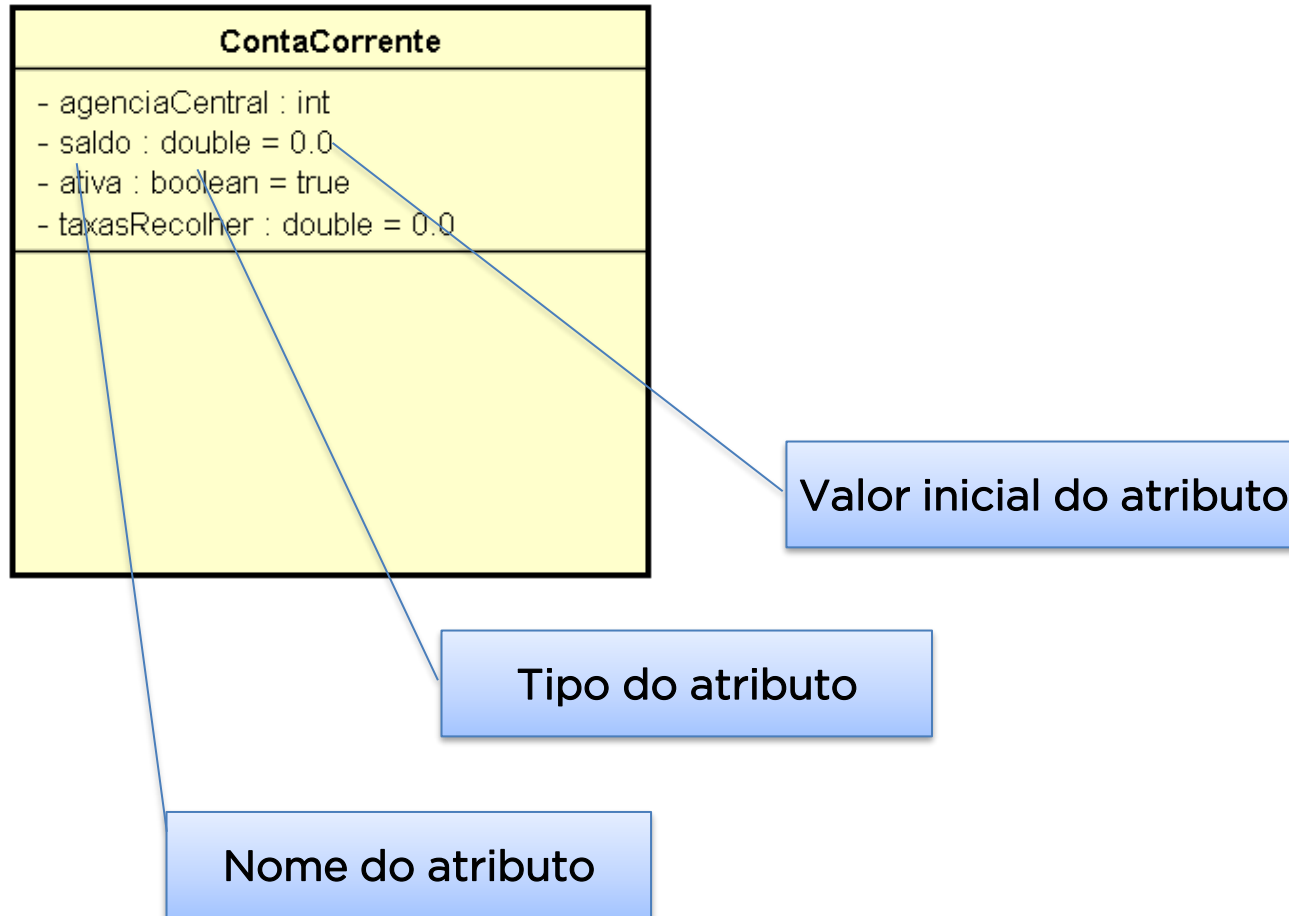 ContaCorrente
- agenciaCentral : int
- saldo : double = 0.0
- ativa : boolean = true
- taxasRecolher : double = 0.0
Valor inicial do atributo
Tipo do atributo
Nome do atributo